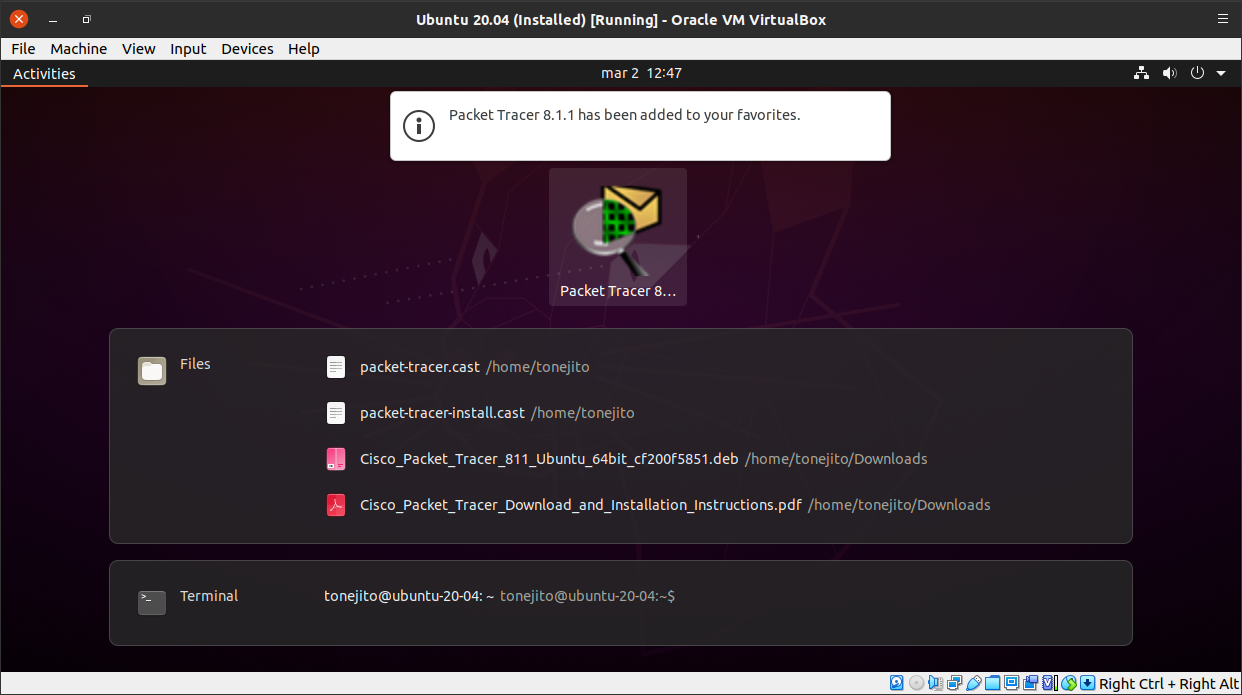 Ubuntu 20.04 (Installed) [Running] - Oracle VM VirtualBox
File Machine View Input Devices Help
Activities mar 2 12:47
Packet Tracer 8.1.1 has been added to your favorites.
Packet Tracer 8…
Files
packet-tracer.cast /home/tonejito
packet-tracer-install.cast /home/tonejito
Cisco_Packet_Tracer_811_Ubuntu_64bit_cf200f5851.deb /home/tonejito/Downloads
Cisco_Packet_Tracer_Download_and_Installation_Instructions.pdf /home/tonejito/Downloads
Terminal tonejito@ubuntu-20-04: ~ tonejito@ubuntu-20-04:~$
Right Ctrl + Right Alt